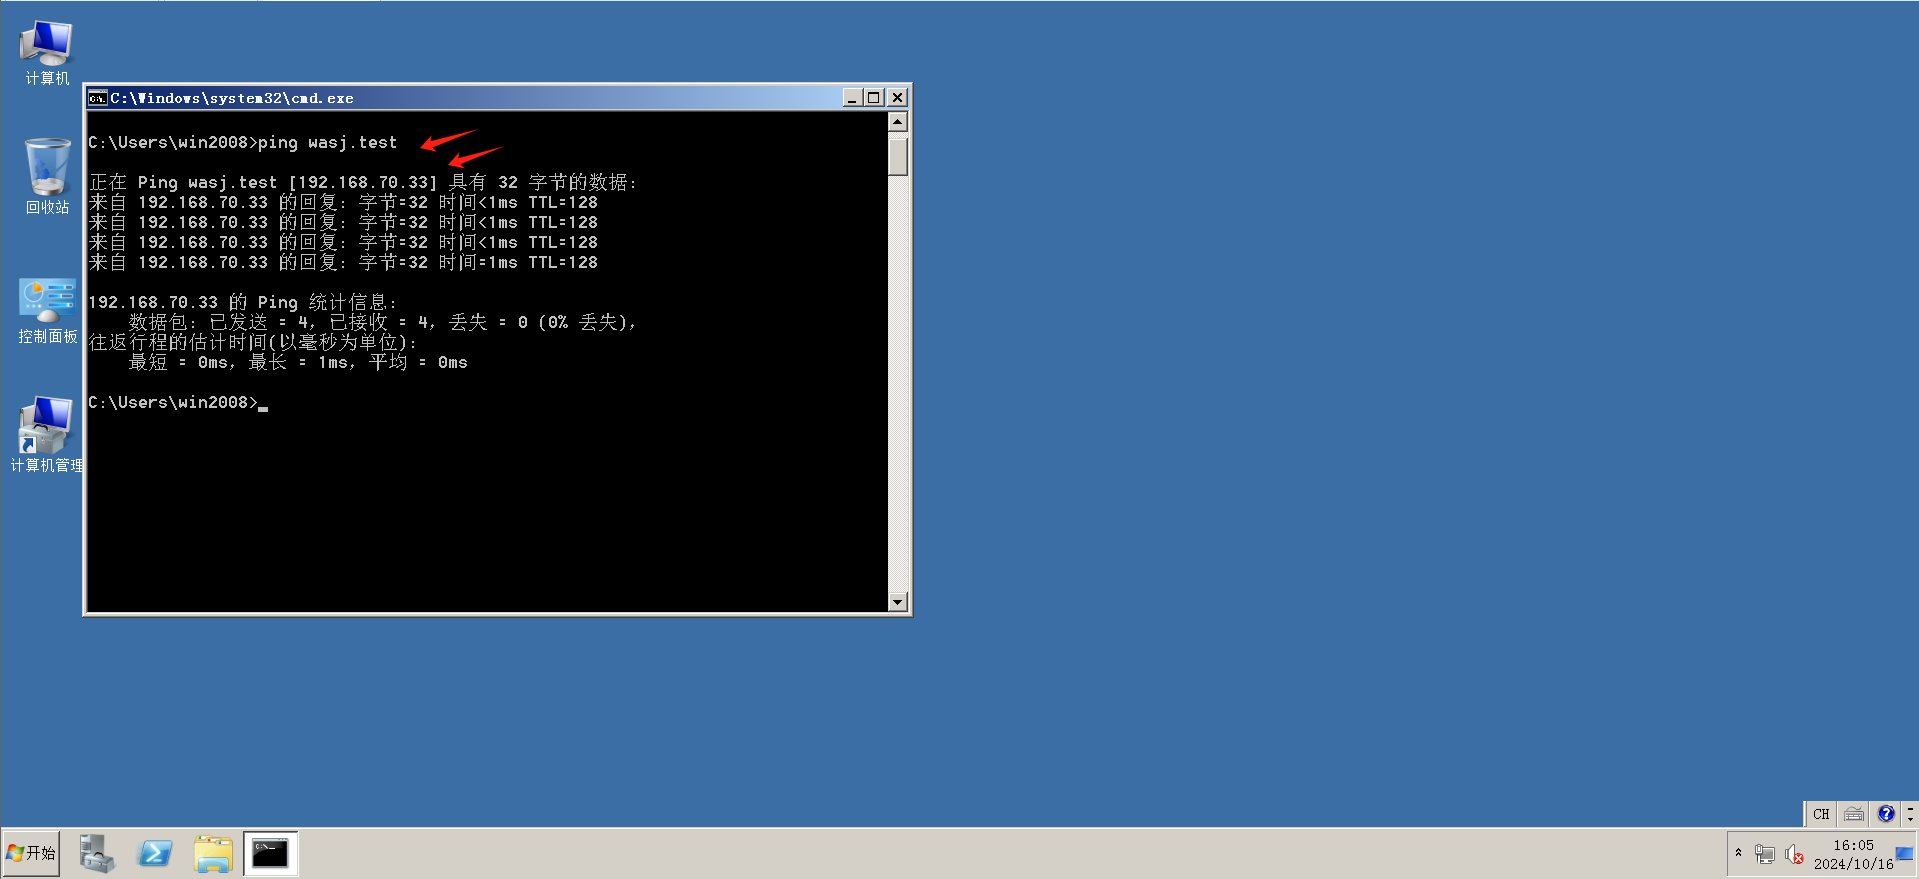 计算机
回收站
控制面板
计算机管理
C:\Windows\system32\cmd.exe
C:\Users\win2008>ping wasj.test
正在 Ping wasj.test [192.168.70.33] 具有 32 字节的数据:
来自 192.168.70.33 的回复: 字节=32 时间<1ms TTL=128
来自 192.168.70.33 的回复: 字节=32 时间<1ms TTL=128
来自 192.168.70.33 的回复: 字节=32 时间<1ms TTL=128
来自 192.168.70.33 的回复: 字节=32 时间=1ms TTL=128
192.168.70.33 的 Ping 统计信息:
数据包: 已发送 = 4, 已接收 = 4, 丢失 = 0 (0% 丢失),
往返行程的估计时间(以毫秒为单位):
最短 = 0ms, 最长 = 1ms, 平均 = 0ms
C:\Users\win2008>
CH
开始
16:05
2024/10/16